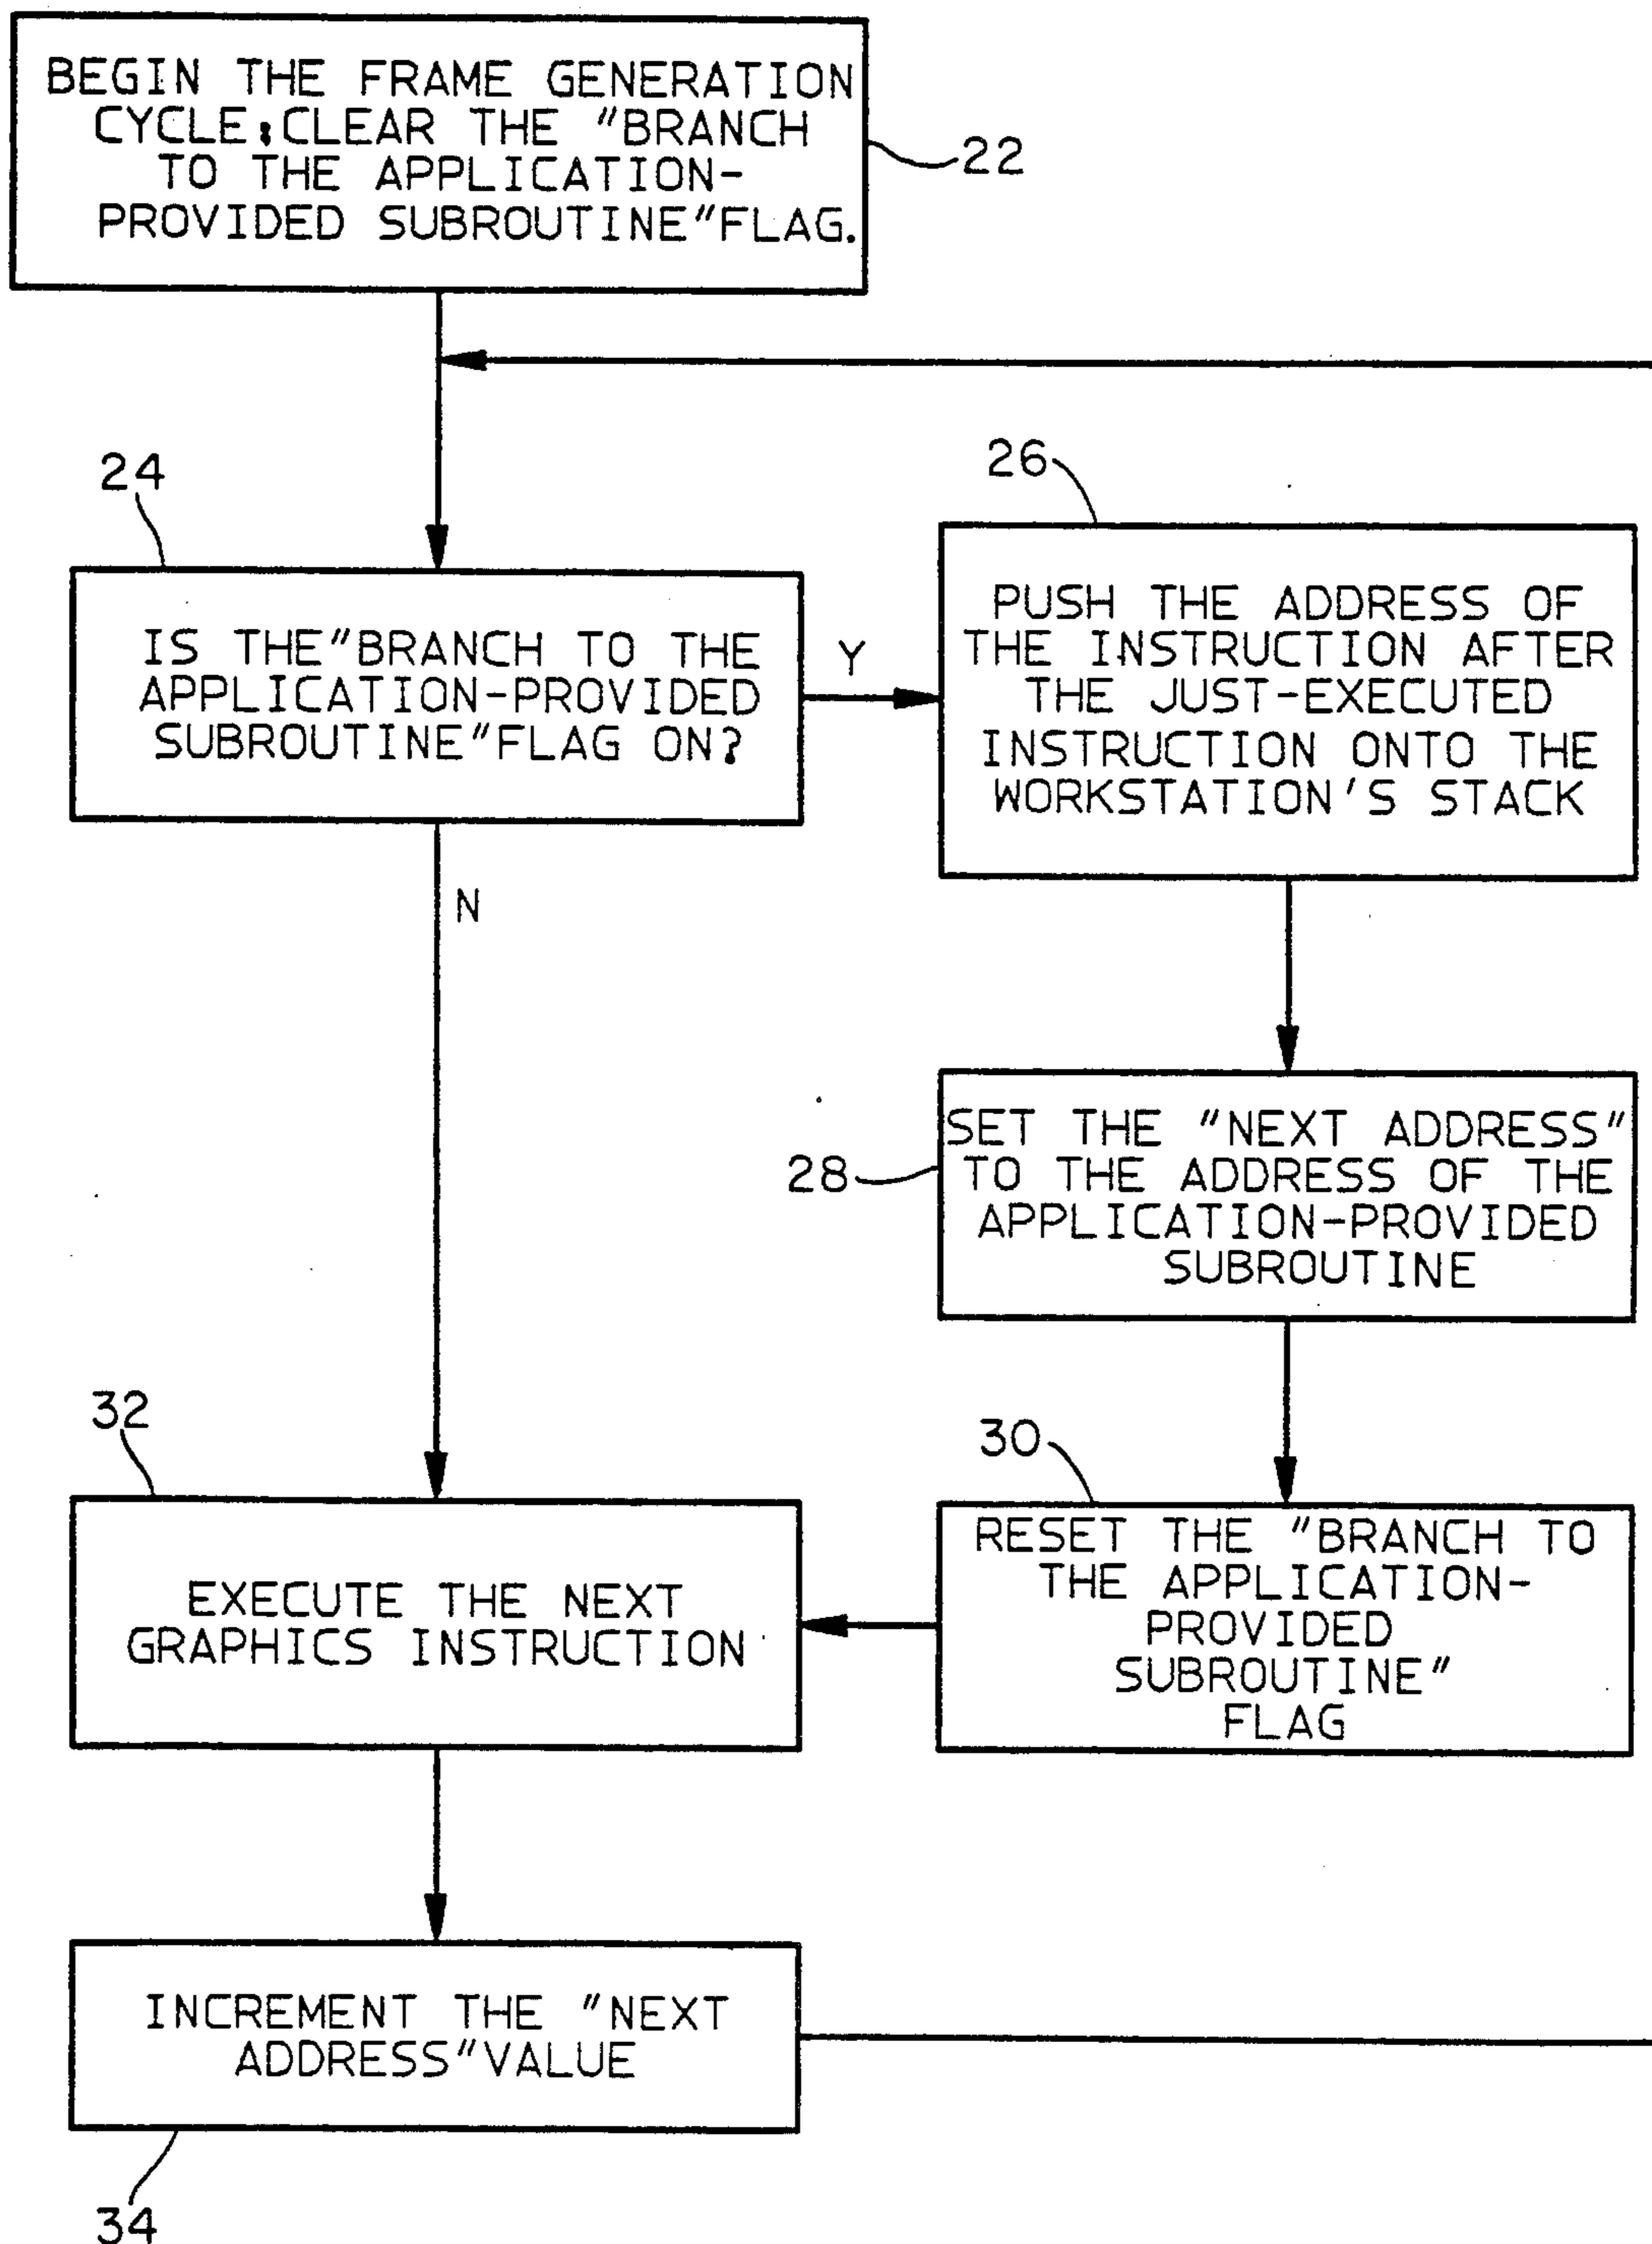 BEGIN THE FRAME GENERATION
CYCLE;CLEAR THE "BRANCH
TO THE APPLICATION-
PROVIDED SUBROUTINE"FLAG.
22
24
IS THE"BRANCH TO THE
APPLICATION-PROVIDED
SUBROUTINE"FLAG ON?
Y
N
26
PUSH THE ADDRESS OF
THE INSTRUCTION AFTER
THE JUST-EXECUTED
INSTRUCTION ONTO THE
WORKSTATION'S STACK
28
SET THE "NEXT ADDRESS"
TO THE ADDRESS OF THE
APPLICATION-PROVIDED
SUBROUTINE
30
RESET THE "BRANCH TO
THE APPLICATION-
PROVIDED
SUBROUTINE"
FLAG
32
EXECUTE THE NEXT
GRAPHICS INSTRUCTION
INCREMENT THE "NEXT
ADDRESS"VALUE
34